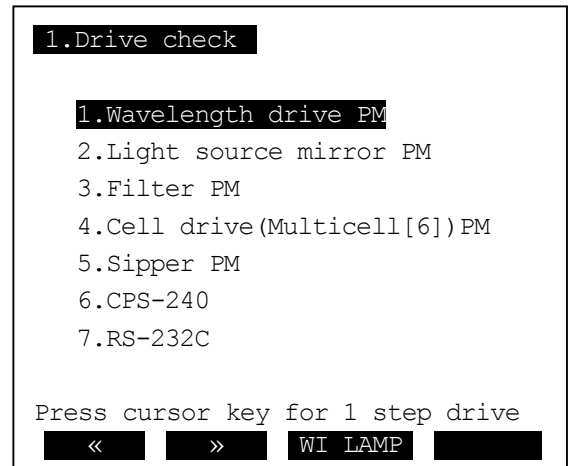 1.Drive check
1.Wavelength drive PM
2.Light source mirror PM
3.Filter PM
4.Cell drive(Multicell[6])PM
5.Sipper PM
6.CPS-240
7.RS-232C
Press cursor key for 1 step drive
« » WI LAMP